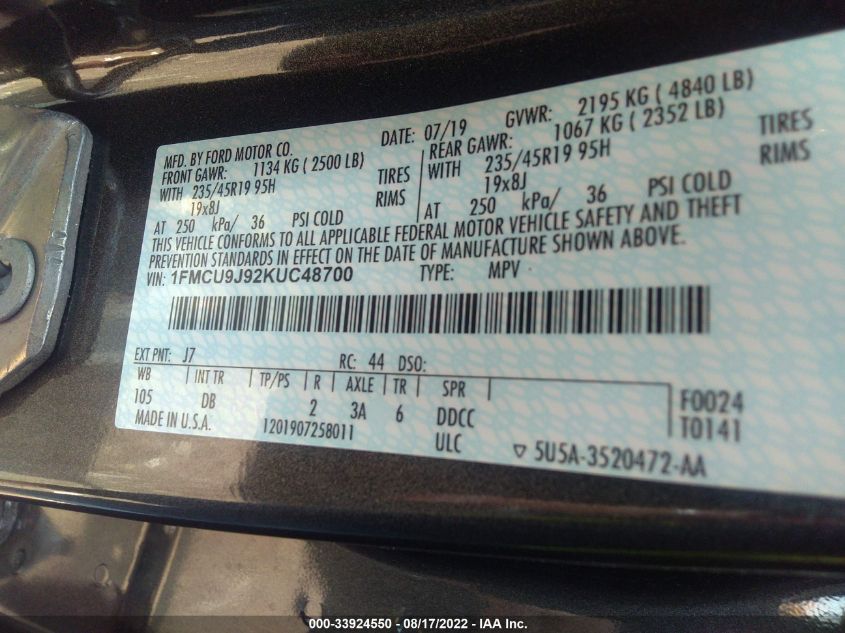 MFD. BY FORD MOTOR CO.
DATE: 07/19 GVWR: 2195 KG ( 4840 LB)
FRONT GAWR: 1134 KG ( 2500 LB) REAR GAWR: 1067 KG ( 2352 LB)
WITH 235/45R19 95H TIRES WITH 235/45R19 95H TIRES
19x8J RIMS 19x8J RIMS
AT 250 kPa/ 36 PSI COLD AT 250 kPa/ 36 PSI COLD
THIS VEHICLE CONFORMS TO ALL APPLICABLE FEDERAL MOTOR VEHICLE SAFETY AND THEFT
PREVENTION STANDARDS IN EFFECT ON THE DATE OF MANUFACTURE SHOWN ABOVE.
VIN: 1FMCU9J92KUC48700 TYPE: MPV
EXT PNT: J7 RC: 44 DSO:
WB INT TR TP/PS R AXLE TR SPR
105 DB 2 3A 6 DDCC F0024
MADE IN U.S.A. 1201907258011 ULC T0141
▽ 5U5A-3520472-AA
000-33924550 - 08/17/2022 - IAA Inc.